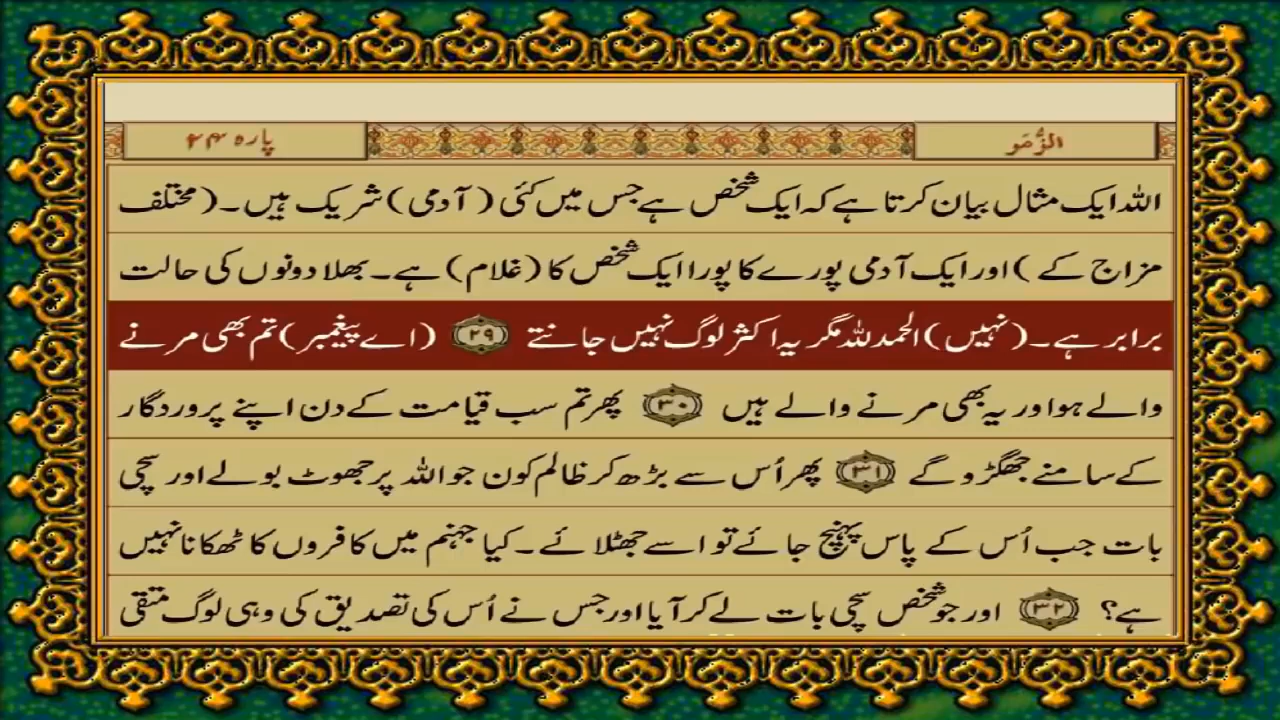 الزُّمَر
پارہ ۲۴
اللہ ایک مثال بیان کرتا ہے کہ ایک شخص ہے جس میں کئی (آدمی) شریک ہیں۔ (مختلف
مزاج کے) اور ایک آدمی پورے کا پورا ایک شخص کا (غلام) ہے۔ بھلا دونوں کی حالت
برابر ہے۔ (نہیں) الحمدللہ مگر یہ اکثر لوگ نہیں جانتے ۲۹ (اے پیغمبر) تم بھی مرنے
والے ہو اور یہ بھی مرنے والے ہیں ۳۰ پھر تم سب قیامت کے دن اپنے پروردگار
کے سامنے جھگڑو گے ۳۱ پھر اُس سے بڑھ کر ظالم کون جو اللہ پر جھوٹ بولے اور سچی
بات جب اُس کے پاس پہنچ جائے تو اسے جھٹلائے۔ کیا جہنم میں کافروں کا ٹھکانا نہیں
ہے؟ ۳۲ اور جو شخص سچی بات لے کر آیا اور جس نے اُس کی تصدیق کی وہی لوگ متقی